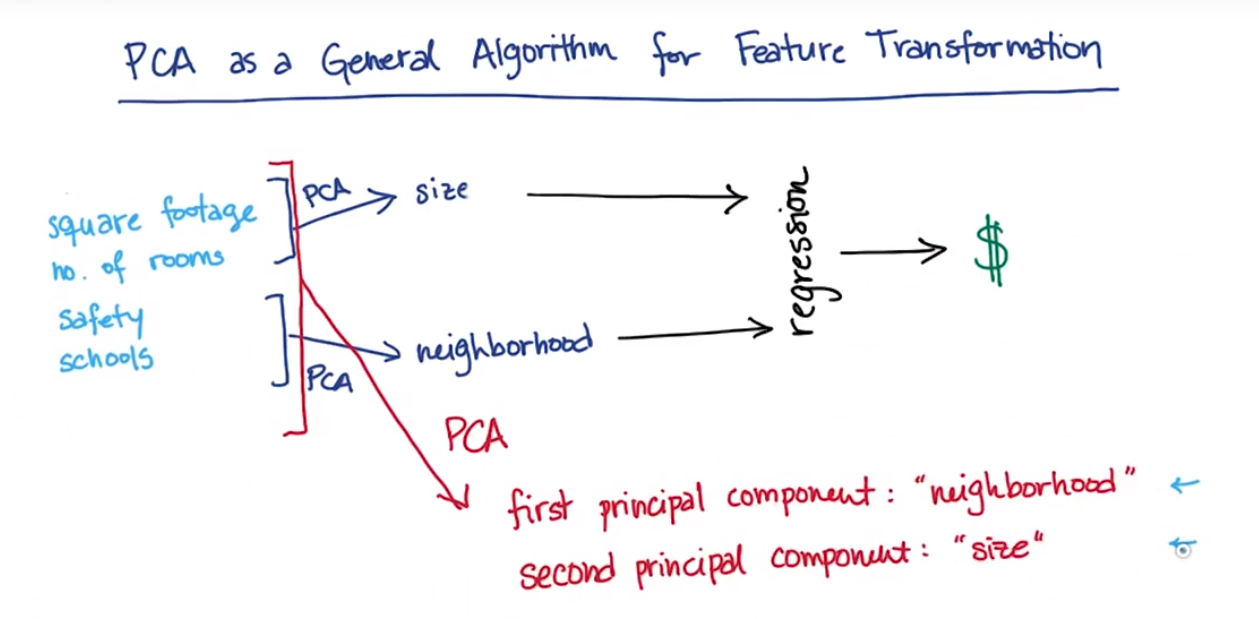 PCA as a General Algorithm for Feature Transformation
square footage
no. of rooms
safety
schools
PCA
size
PCA
neighborhood
regression
$
PCA
first principal component: "neighborhood"
second principal component: "size"